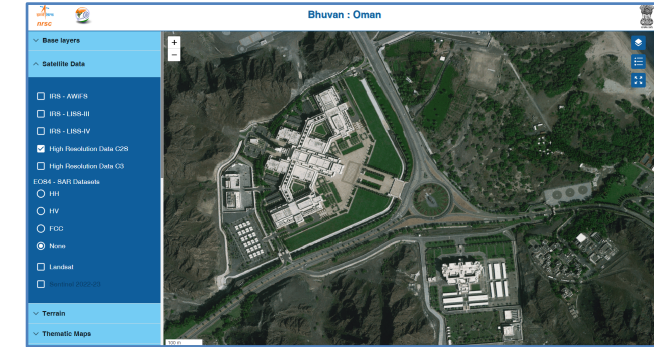 nrsc
Bhuvan : Oman
Base layers
Satellite Data
IRS - AWiFS
IRS - LISS-III
IRS - LISS-IV
High Resolution Data C2S
High Resolution Data C3
EOS4 - SAR Datasets
HH
HV
FCC
None
Landsat
Terrain
Thematic Maps
+
−
100 m